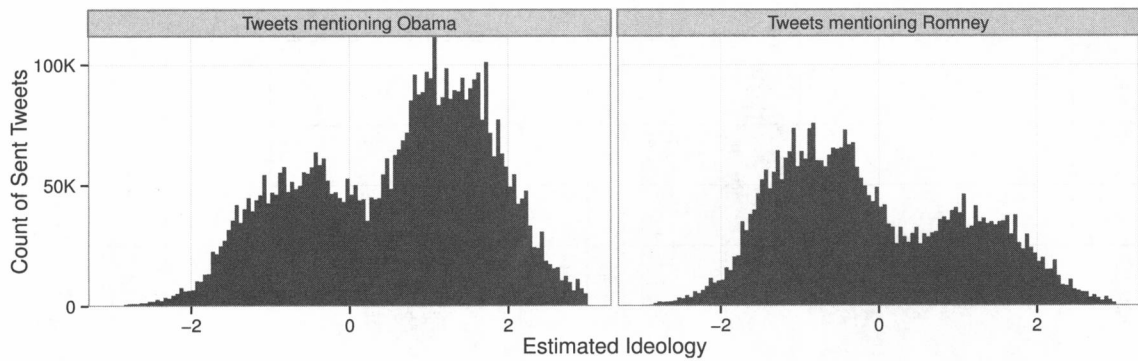 Tweets mentioning Obama
Tweets mentioning Romney
Count of Sent Tweets
100K
50K
0
−2
0
2
−2
0
2
Estimated Ideology